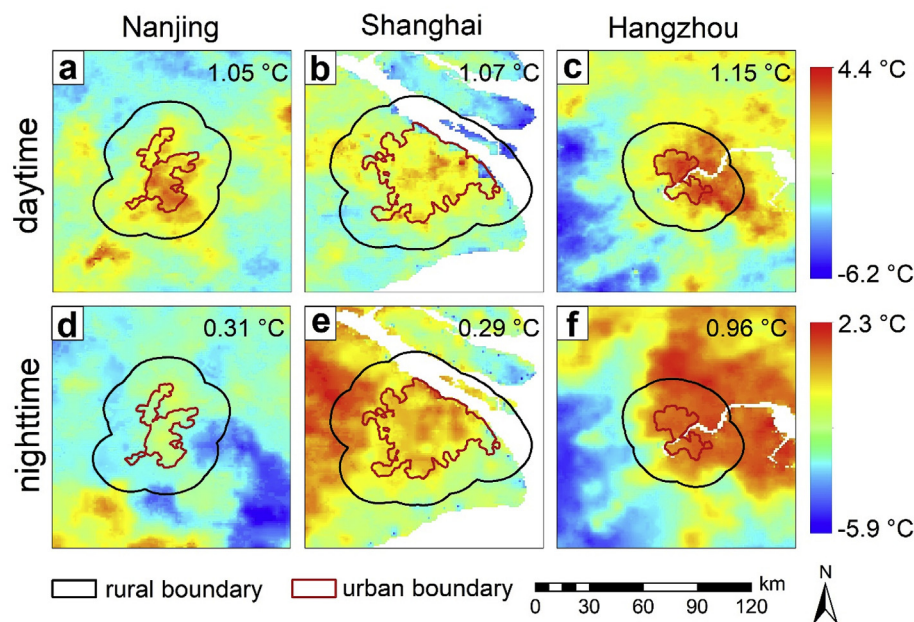 Nanjing Shanghai Hangzhou
daytime
a 1.05 °C
b 1.07 °C
c 1.15 °C
4.4 °C
-6.2 °C
nighttime
d 0.31 °C
e 0.29 °C
f 0.96 °C
2.3 °C
-5.9 °C
rural boundary urban boundary
km
0 30 60 90 120
N